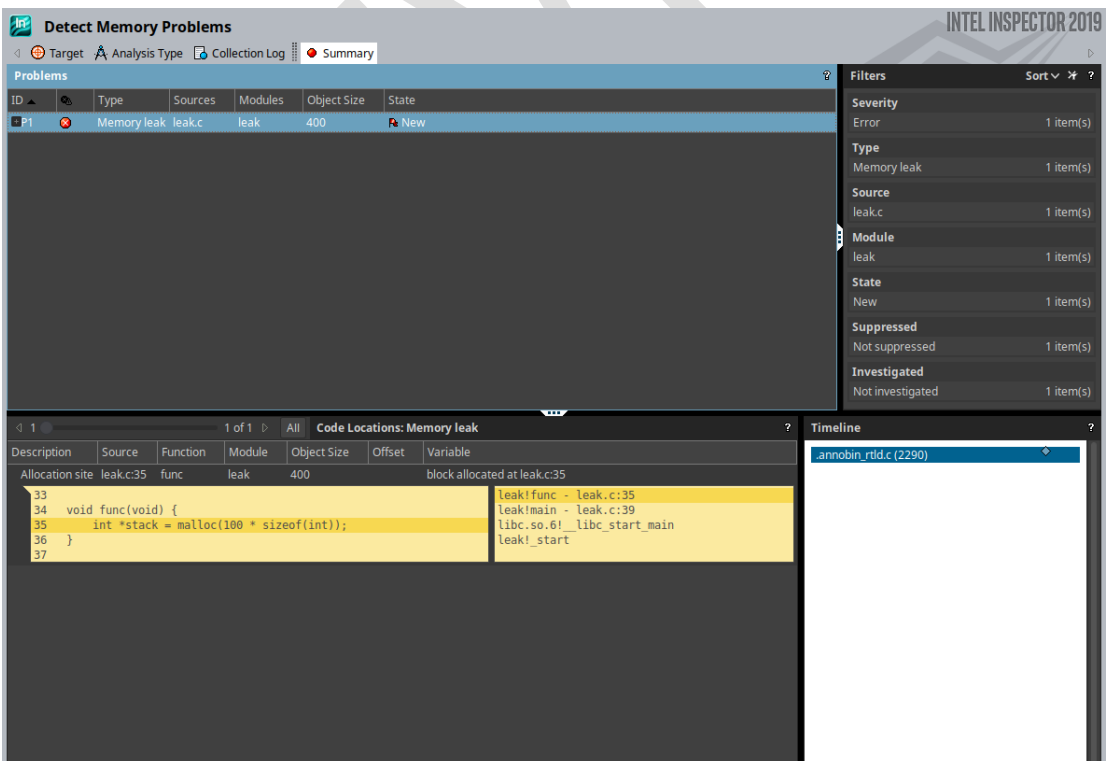 Detect Memory Problems
INTEL INSPECTOR 2019
Target Analysis Type Collection Log Summary
Problems ?
ID Type Sources Modules Object Size State
P1 Memory leak leak.c leak 400 New
Filters Sort ?
Severity
Error 1 item(s)
Type
Memory leak 1 item(s)
Source
leak.c 1 item(s)
Module
leak 1 item(s)
State
New 1 item(s)
Suppressed
Not suppressed 1 item(s)
Investigated
Not investigated 1 item(s)
1 1 of 1 All Code Locations: Memory leak ?
Description Source Function Module Object Size Offset Variable
Allocation site leak.c:35 func leak 400 block allocated at leak.c:35
33
34 void func(void) {
35 int *stack = malloc(100 * sizeof(int));
36 }
37
leak!func - leak.c:35
leak!main - leak.c:39
libc.so.6!__libc_start_main
leak!_start
Timeline ?
.annobin_rtld.c (2290)